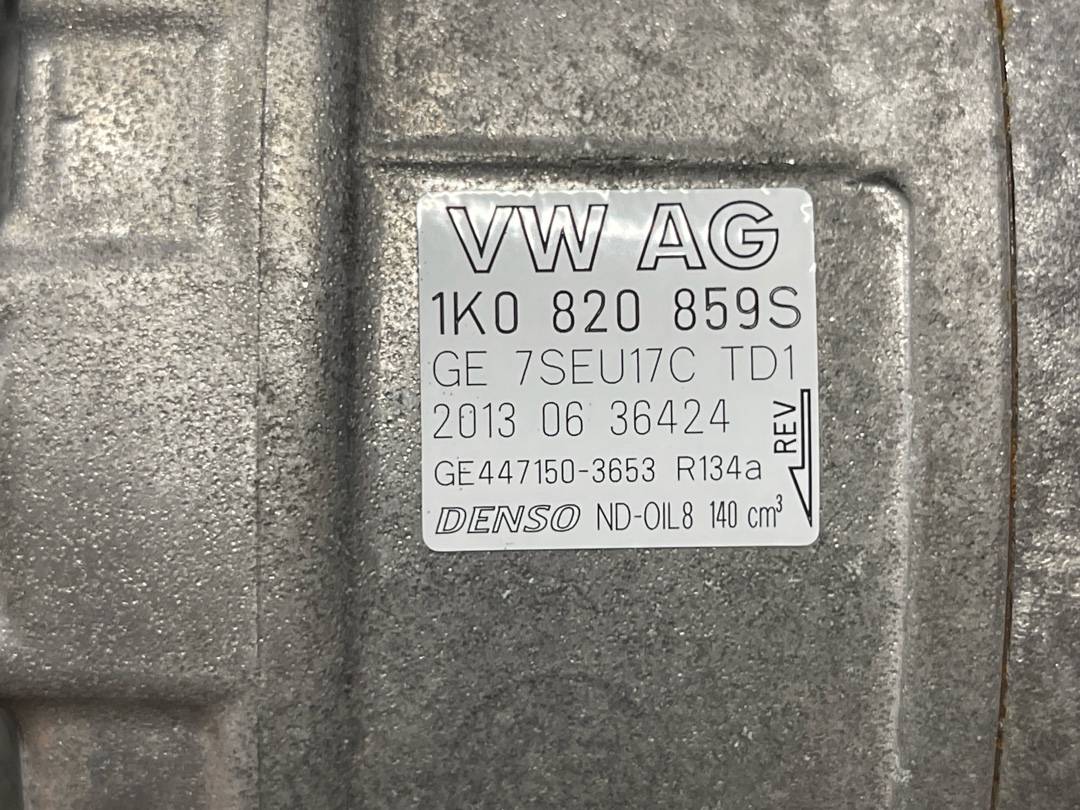 VW AG
1K0 820 859S
GE 7SEU17C TD1
2013 06 36424
REV
GE447150-3653 R134a
DENSO ND-OIL8 140 cm³